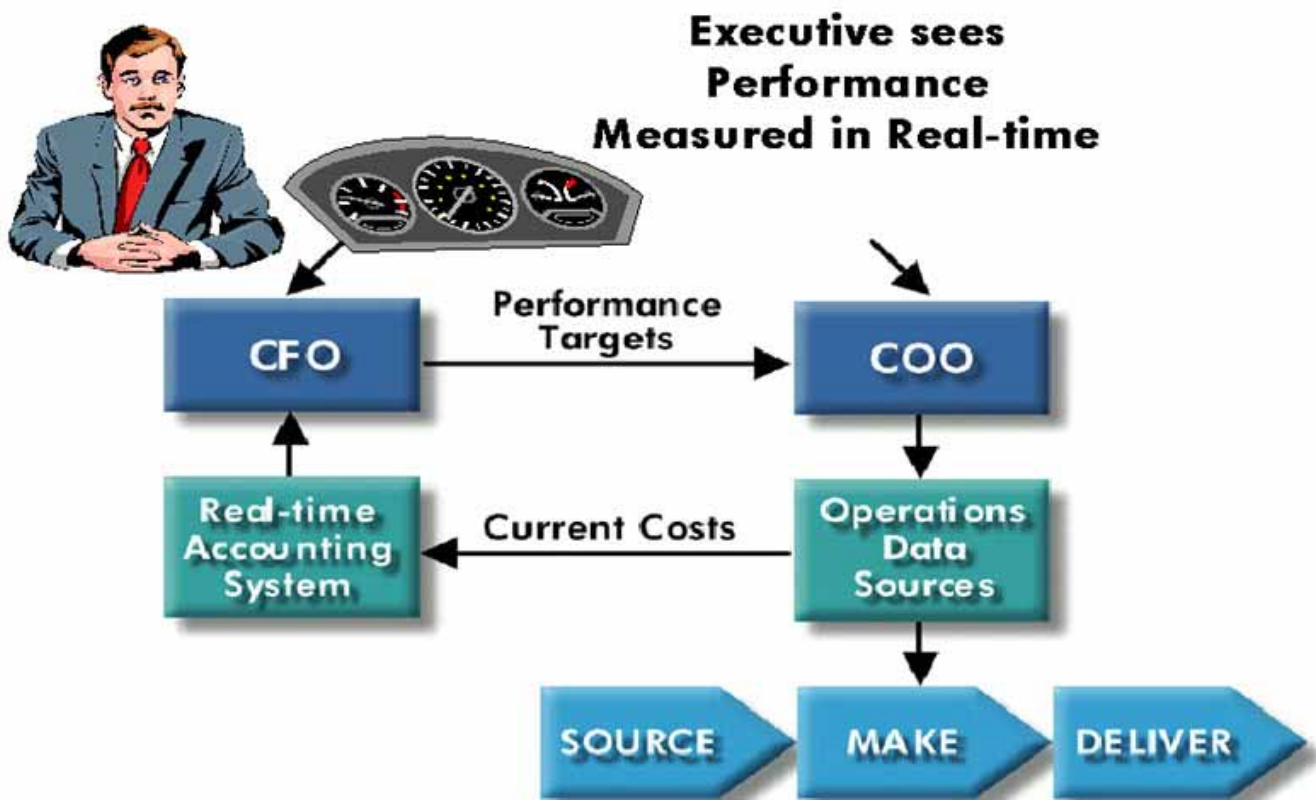 Executive sees
Performance
Measured in Real-time
CFO
Performance
Targets
COO
Real-time
Accounting
System
Current Costs
Operations
Data
Sources
SOURCE
MAKE
DELIVER